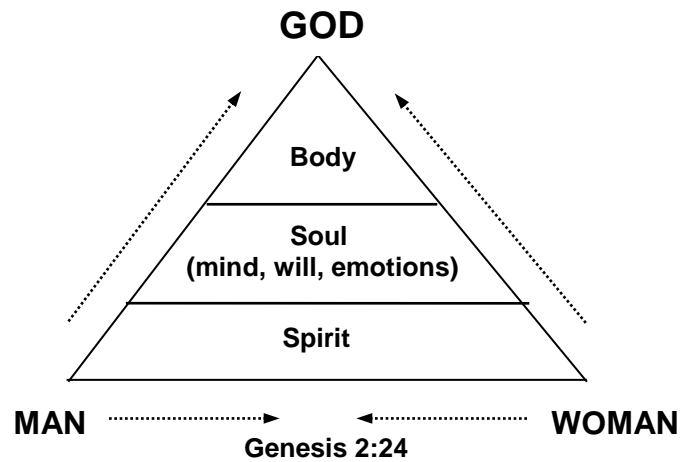 GOD
Body
Soul
(mind, will, emotions)
Spirit
MAN WOMAN
Genesis 2:24